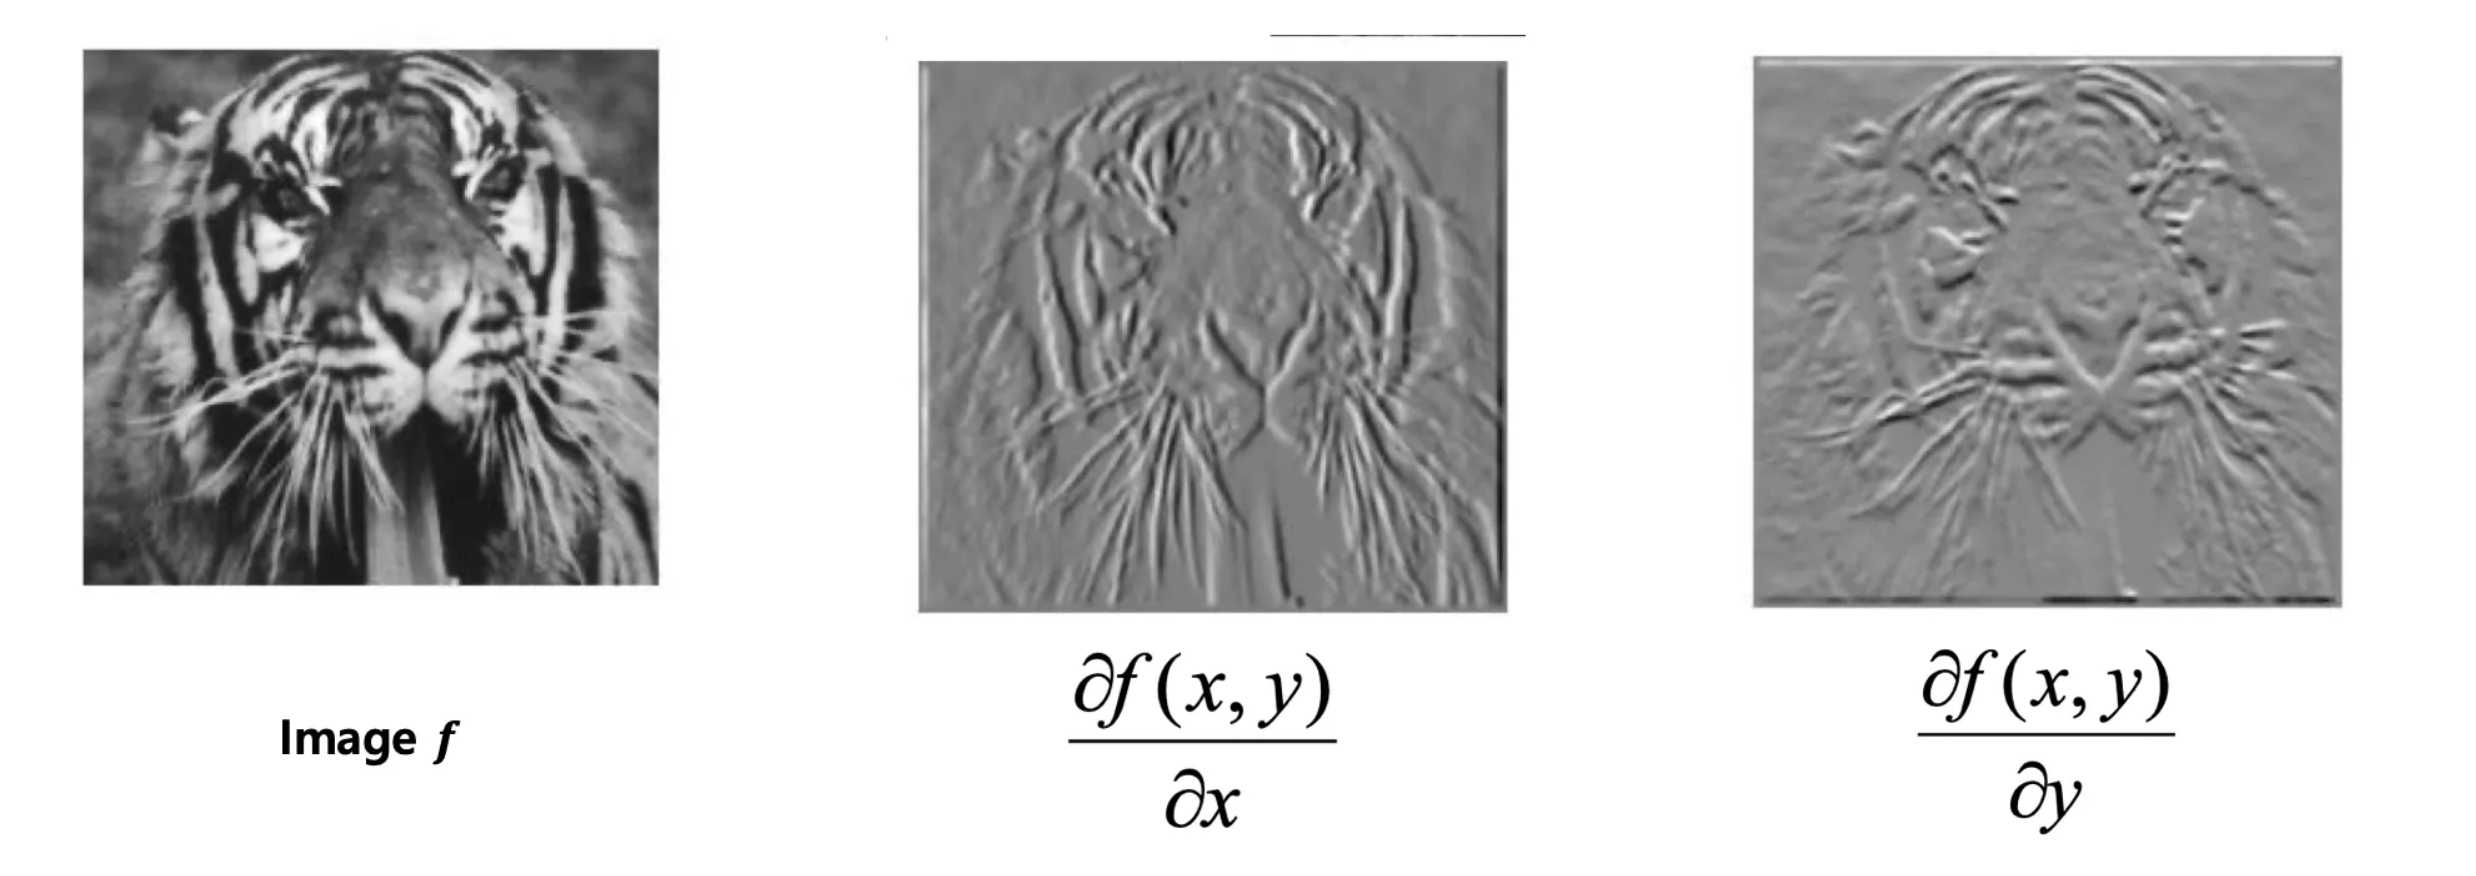 Image f
∂f(x, y)
∂x
∂f(x, y)
∂y